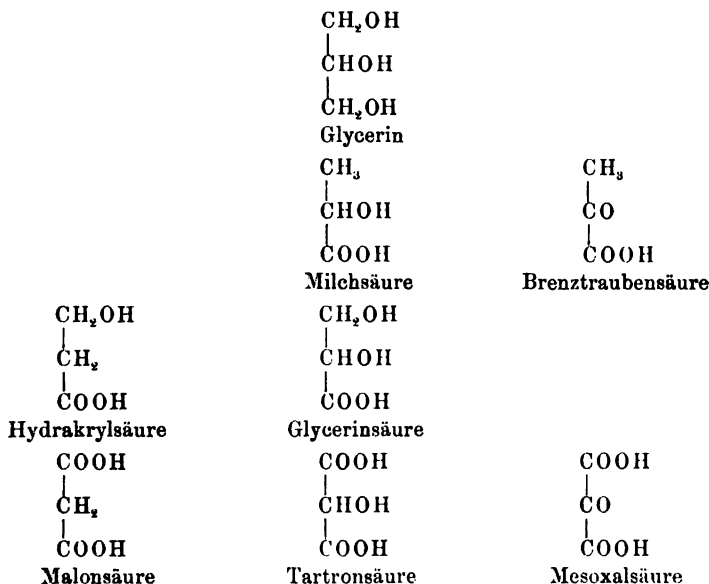 CH₂OH
CHOH
CH₂OH
Glycerin
CH₃ CH₃
CHOH CO
COOH COOH
Milchsäure Brenztraubensäure
CH₂OH CH₂OH
CH₂ CHOH
COOH COOH
Hydrakrylsäure Glycerinsäure
COOH COOH COOH
CH₂ CHOH CO
COOH COOH COOH
Malonsäure Tartronsäure Mesoxalsäure